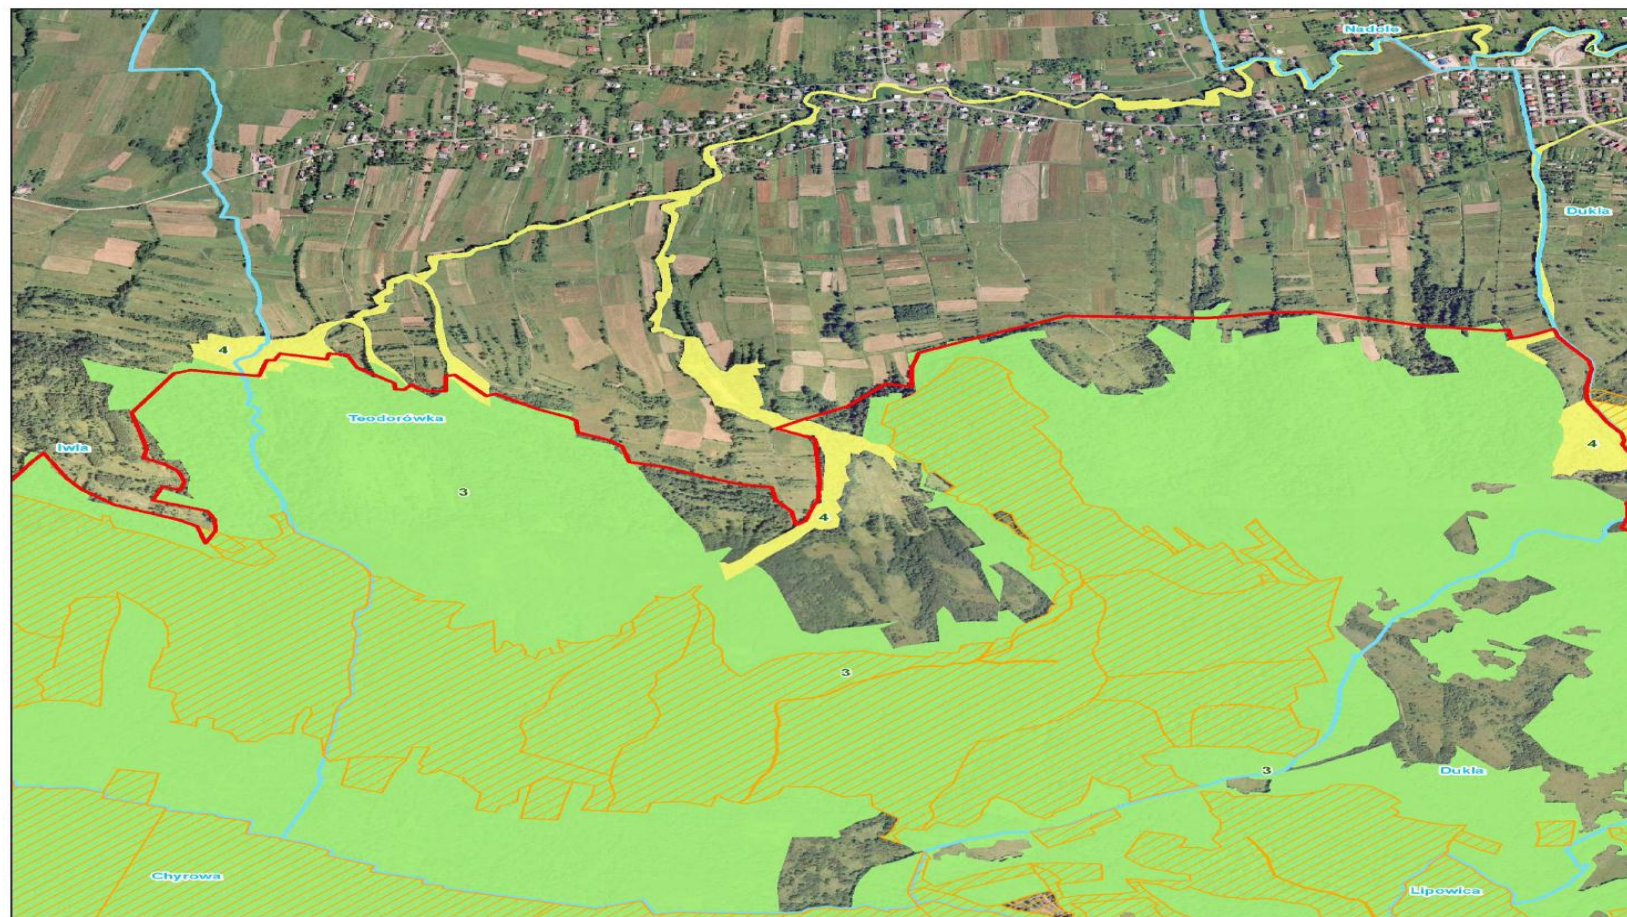 Nadole
Dukla
4
Teodorówka
Iwla
4
3
4
3
3
Dukla
Chyrowa
Lipowica